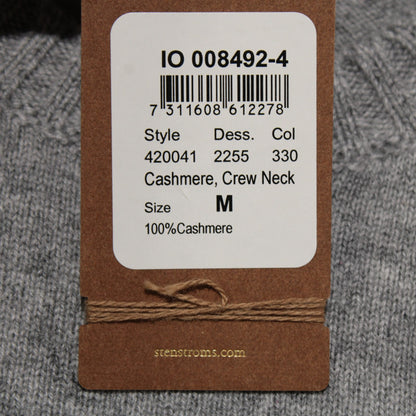 IO 008492-4
7 311608 612278
Style Dess. Col
420041 2255 330
Cashmere, Crew Neck
Size M
100%Cashmere
stenstroms.com